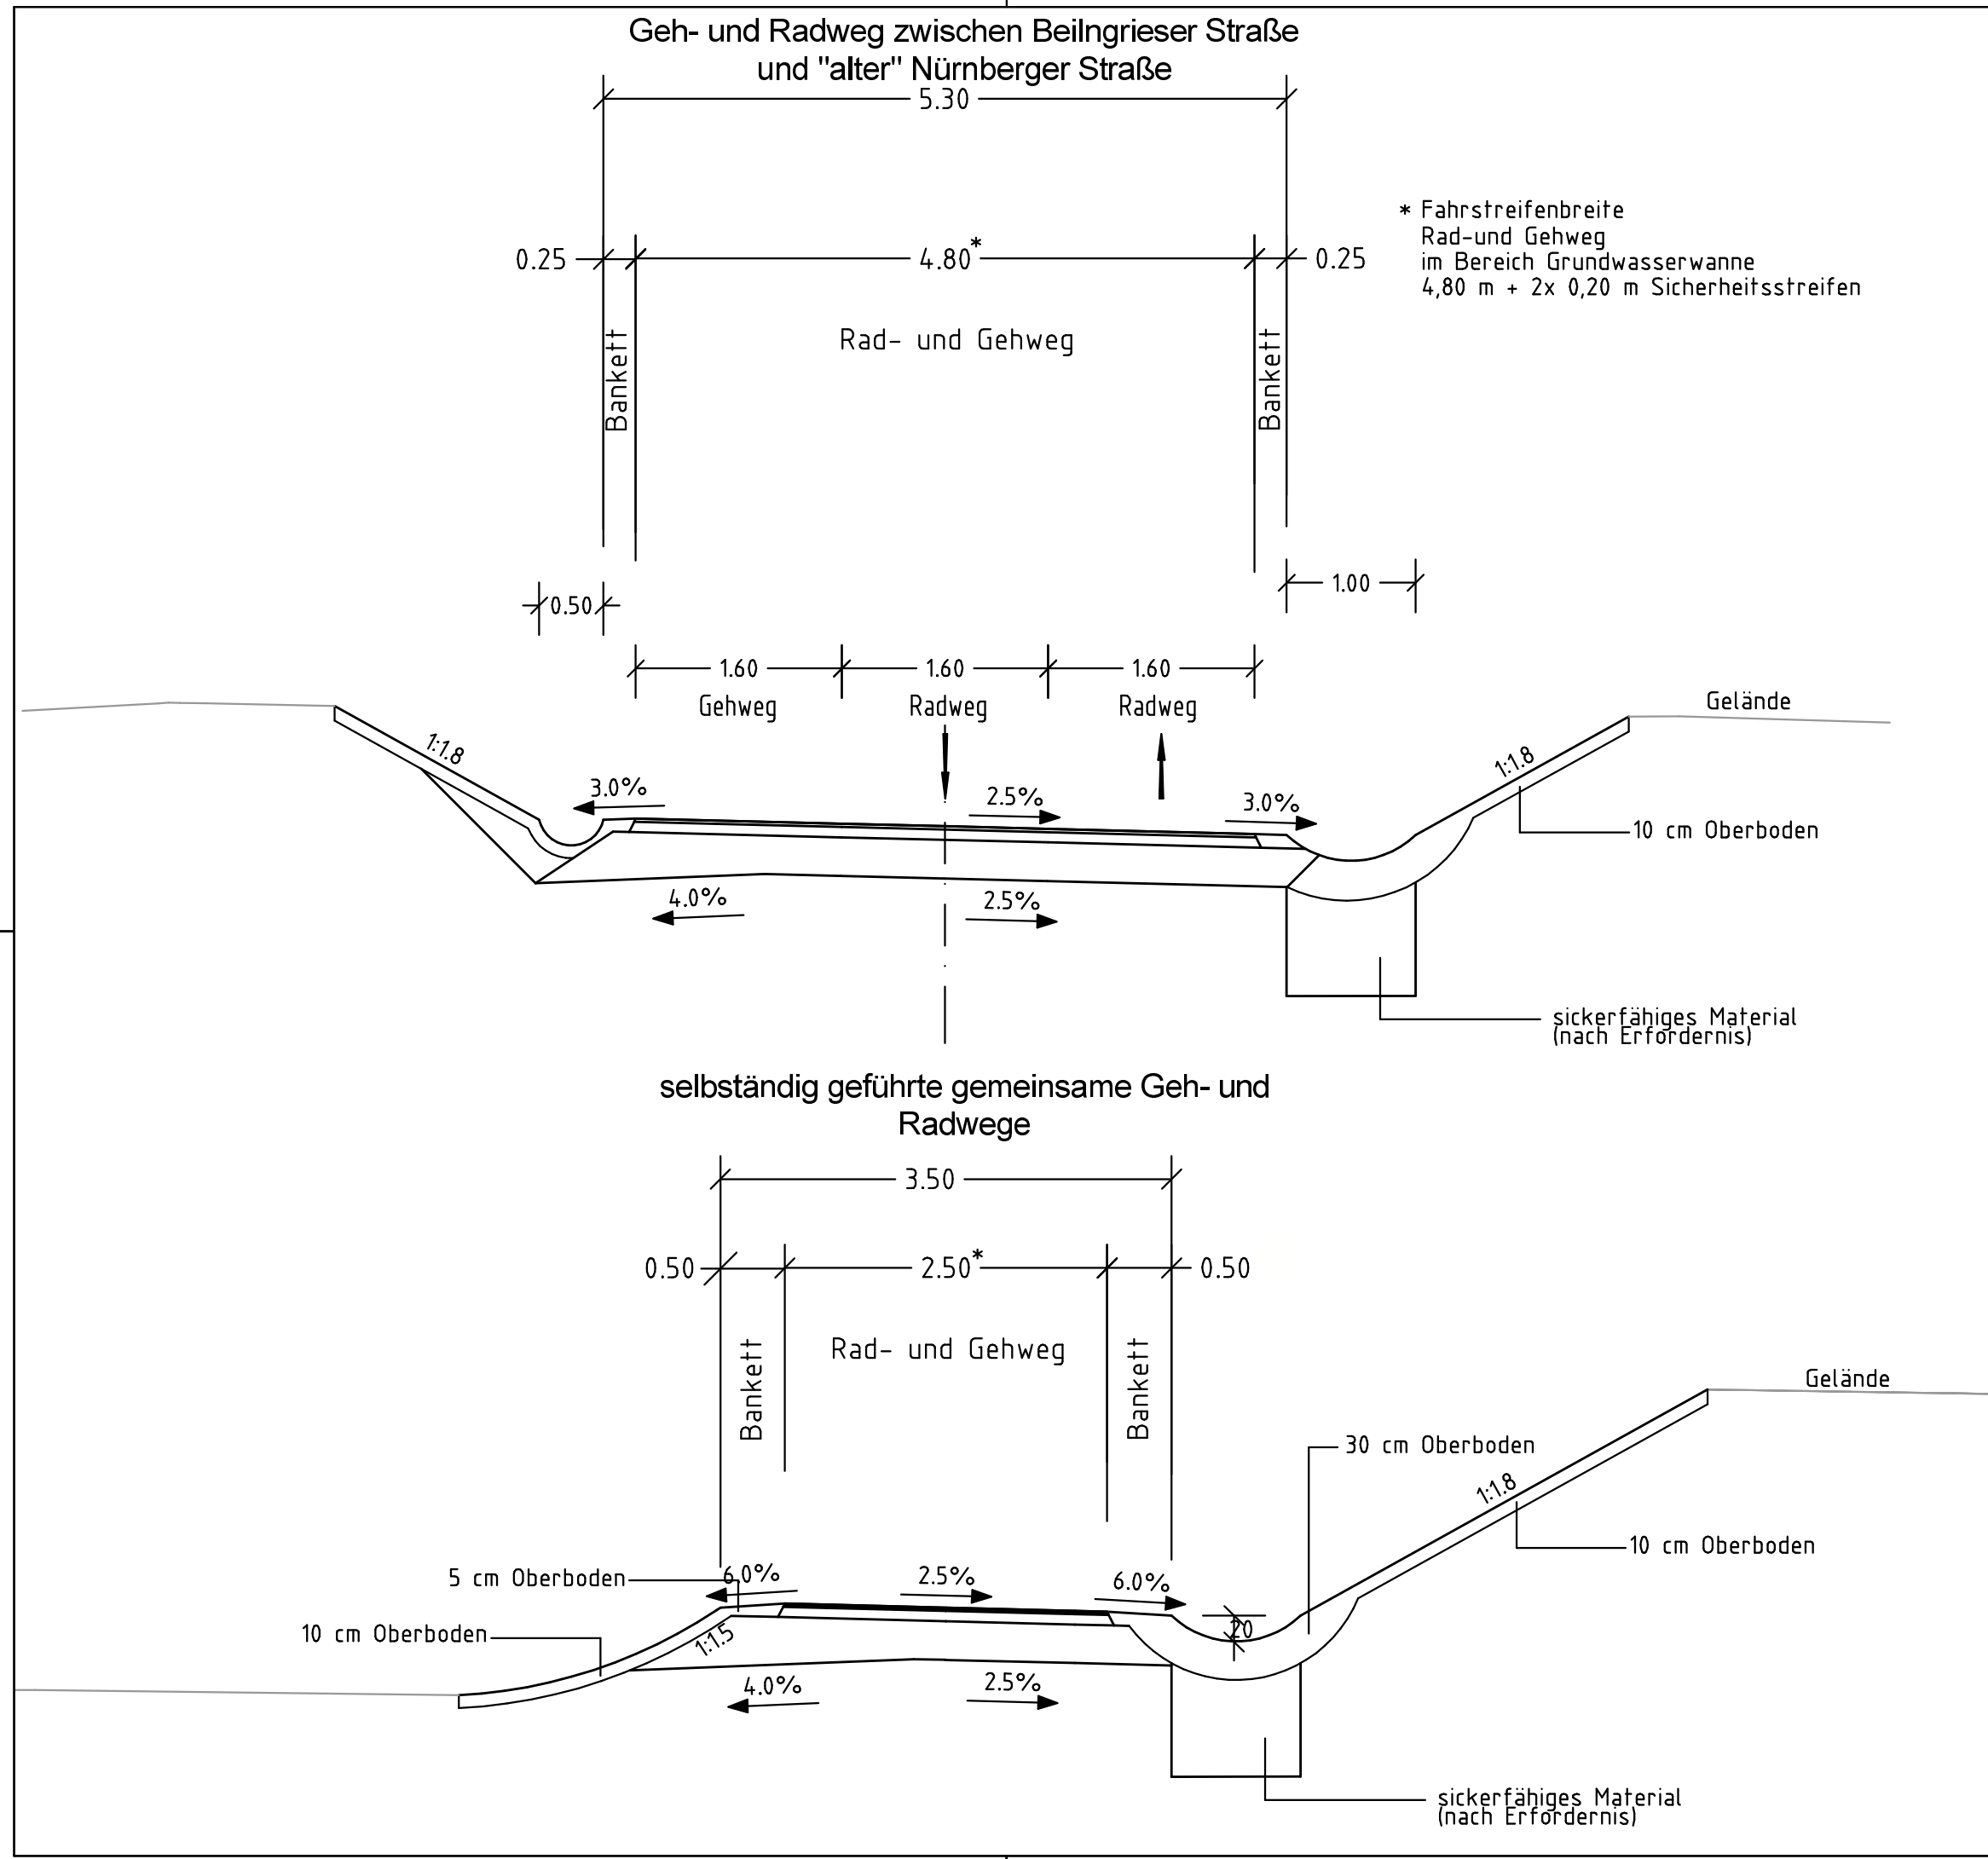 Geh- und Radweg zwischen Beilngrieser Straße
und "alter" Nürnberger Straße
5.30
* Fahrstreifenbreite
Rad-und Gehweg
im Bereich Grundwasserwanne
4,80 m + 2x 0,20 m Sicherheitsstreifen
0.25
4.80*
0.25
Bankett
Rad- und Gehweg
Bankett
0.50
1.00
1.60
1.60
1.60
Gehweg
Radweg
Radweg
Gelände
1:1.8
3.0%
2.5%
3.0%
1:1.8
10 cm Oberboden
4.0%
2.5%
sickerfähiges Material
(nach Erfordernis)
selbständig geführte gemeinsame Geh- und
Radwege
3.50
0.50
2.50*
0.50
Bankett
Rad- und Gehweg
Bankett
Gelände
30 cm Oberboden
1:1.8
10 cm Oberboden
5 cm Oberboden
6.0%
2.5%
6.0%
20
10 cm Oberboden
1:1.5
4.0%
2.5%
sickerfähiges Material
(nach Erfordernis)